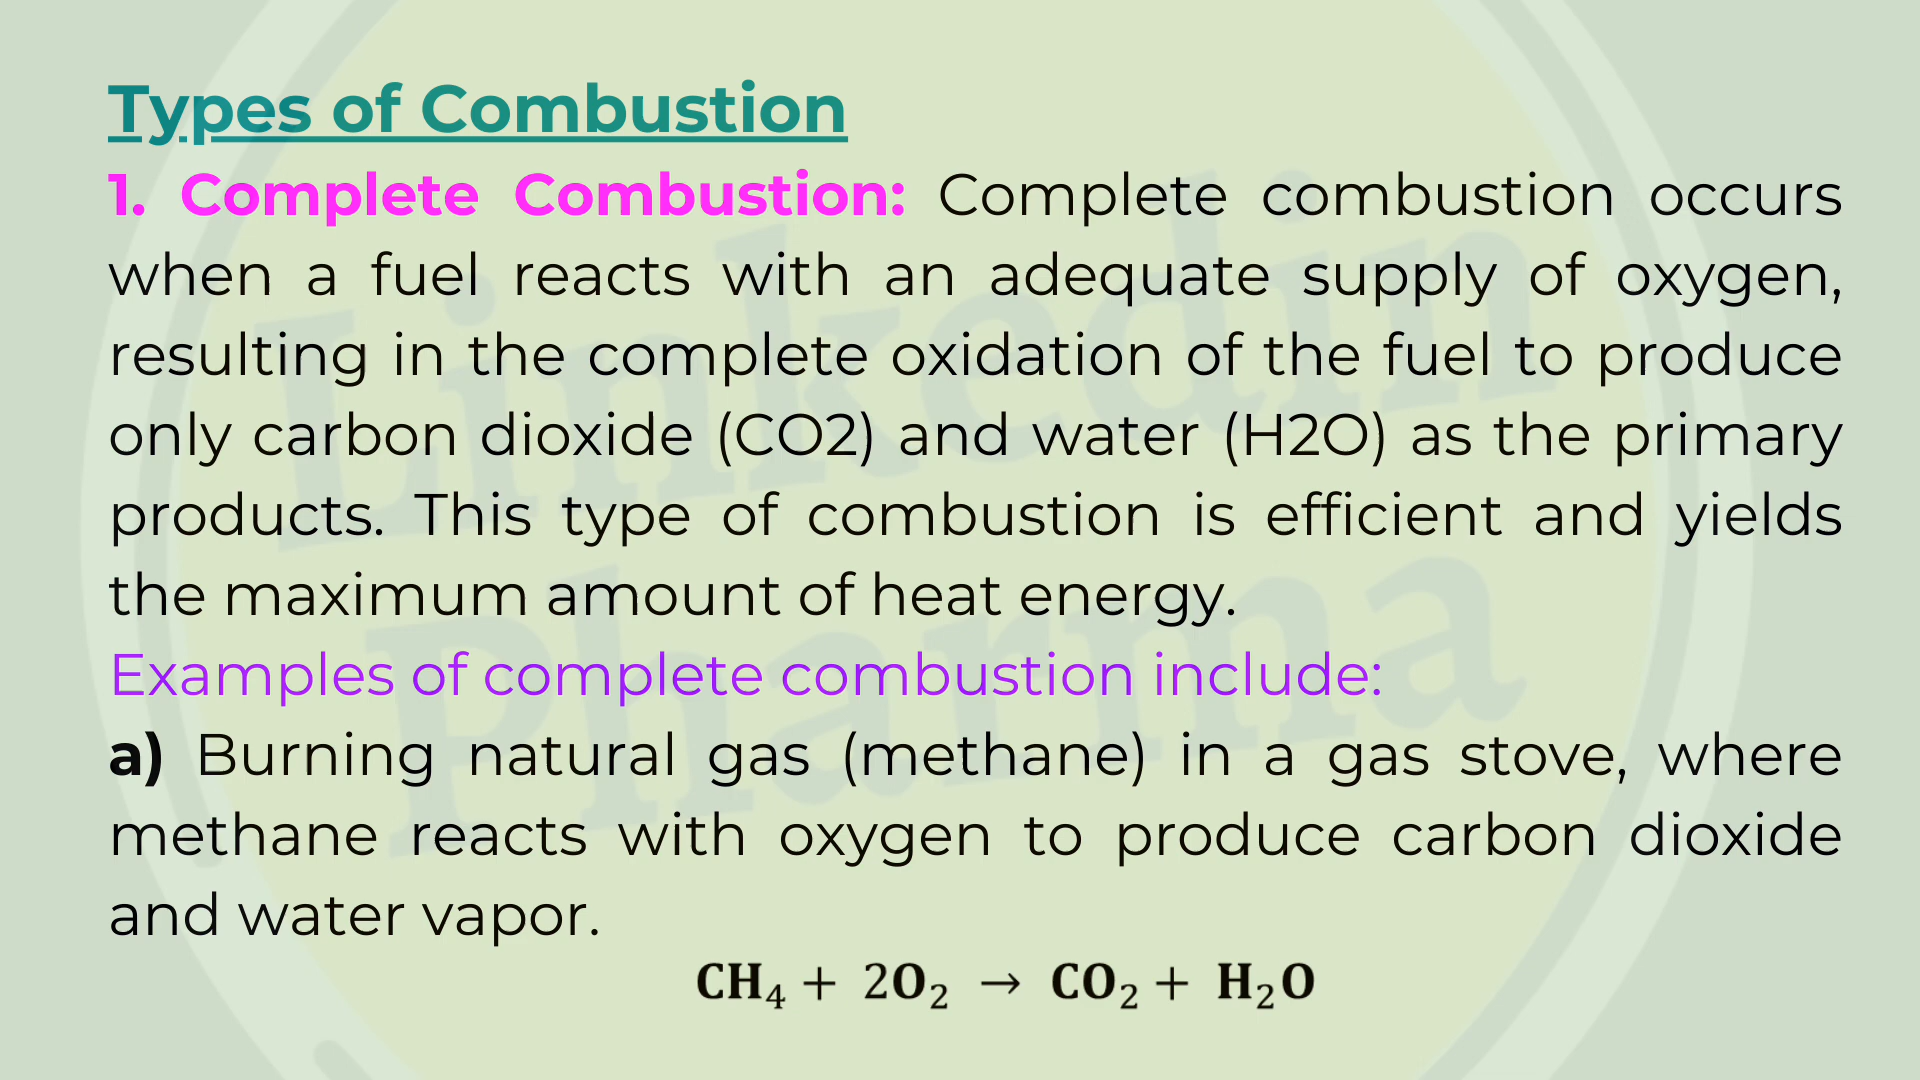 Types of Combustion
1. Complete Combustion: Complete combustion occurs
when a fuel reacts with an adequate supply of oxygen,
resulting in the complete oxidation of the fuel to produce
only carbon dioxide (CO2) and water (H2O) as the primary
products. This type of combustion is efficient and yields
the maximum amount of heat energy.
Examples of complete combustion include:
a) Burning natural gas (methane) in a gas stove, where
methane reacts with oxygen to produce carbon dioxide
and water vapor.
CH₄ + 2O₂ → CO₂ + H₂O
Linkedin
Pharma